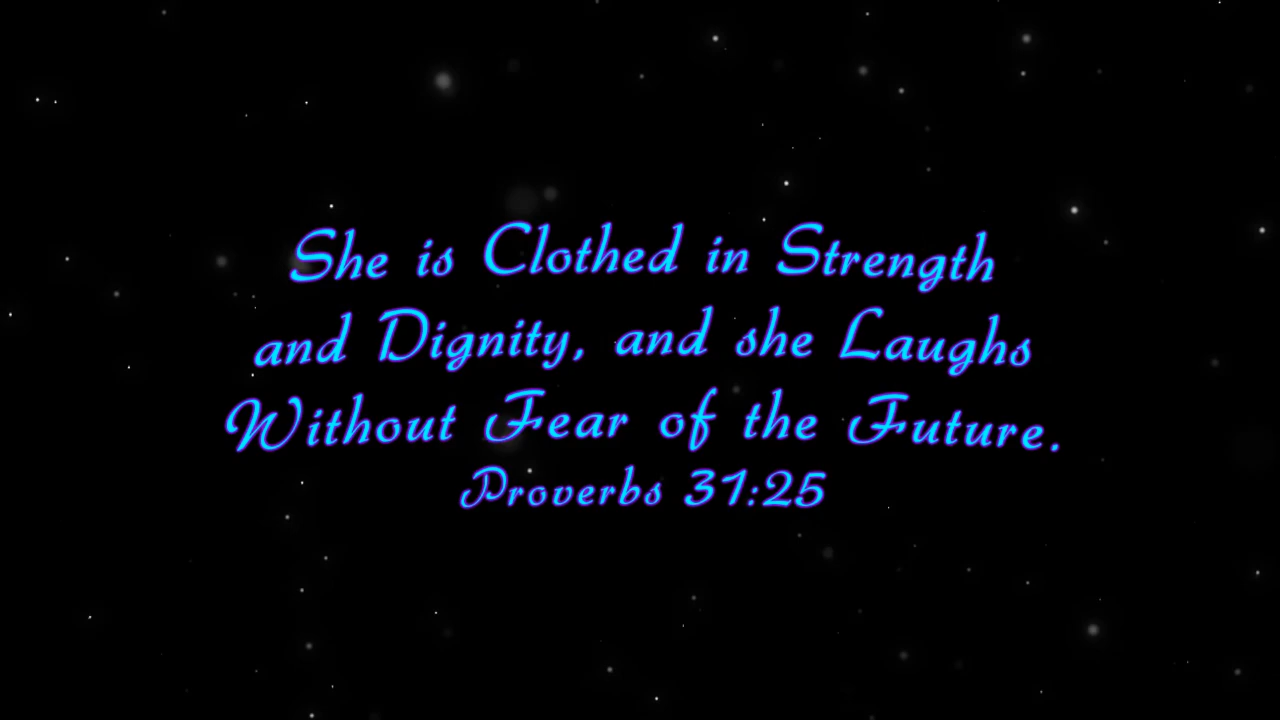 She is Clothed in Strength
and Dignity, and she Laughs
Without Fear of the Future.
Proverbs 31:25